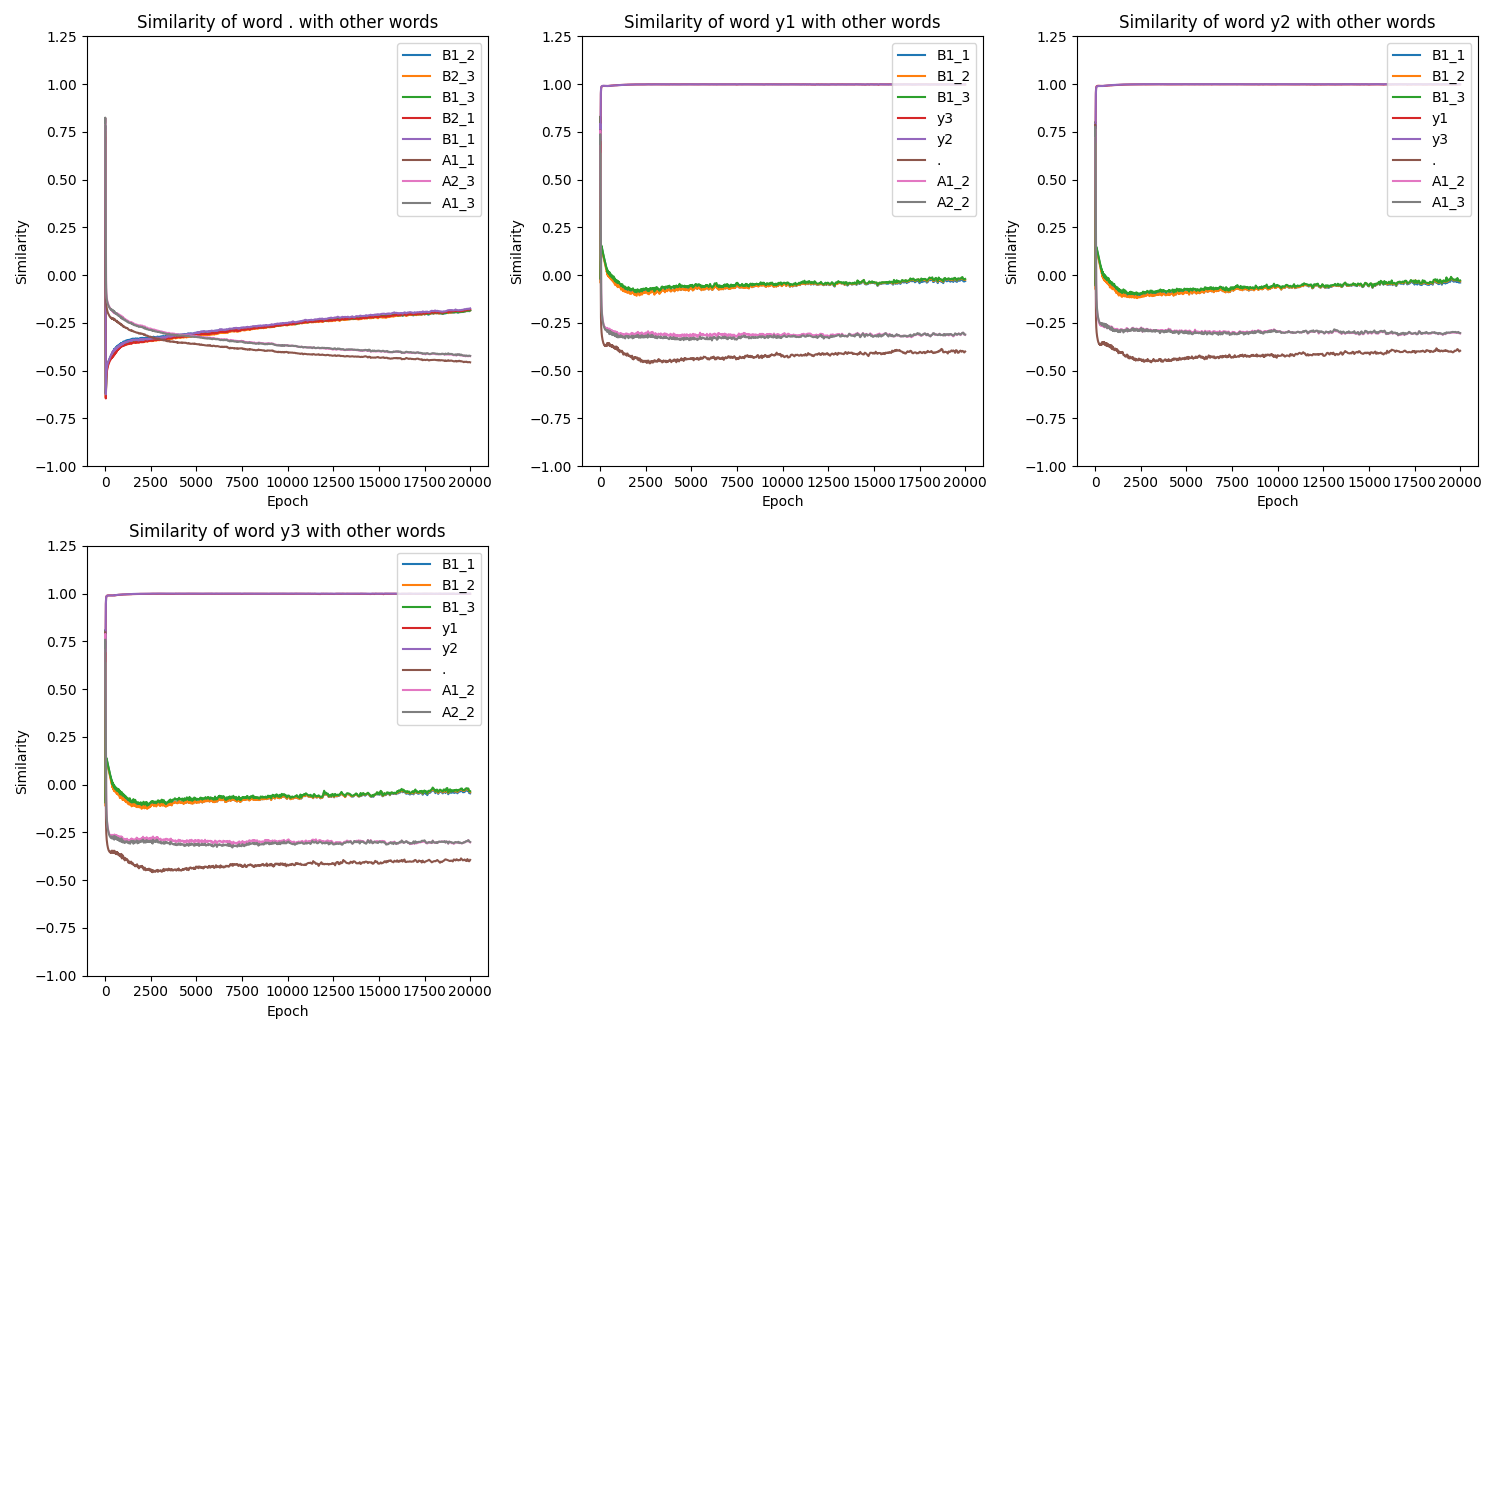 Similarity of word . with other words
1.25
1.00
0.75
0.50
0.25
0.00
−0.25
−0.50
−0.75
−1.00
Similarity
0 2500 5000 7500 10000 12500 15000 17500 20000
Epoch
B1_2
B2_3
B1_3
B2_1
B1_1
A1_1
A2_3
A1_3
Similarity of word y1 with other words
1.25
1.00
0.75
0.50
0.25
0.00
−0.25
−0.50
−0.75
−1.00
Similarity
0 2500 5000 7500 10000 12500 15000 17500 20000
Epoch
B1_1
B1_2
B1_3
y3
y2
.
A1_2
A2_2
Similarity of word y2 with other words
1.25
1.00
0.75
0.50
0.25
0.00
−0.25
−0.50
−0.75
−1.00
Similarity
0 2500 5000 7500 10000 12500 15000 17500 20000
Epoch
B1_1
B1_2
B1_3
y1
y3
.
A1_2
A1_3
Similarity of word y3 with other words
1.25
1.00
0.75
0.50
0.25
0.00
−0.25
−0.50
−0.75
−1.00
Similarity
0 2500 5000 7500 10000 12500 15000 17500 20000
Epoch
B1_1
B1_2
B1_3
y1
y2
.
A1_2
A2_2